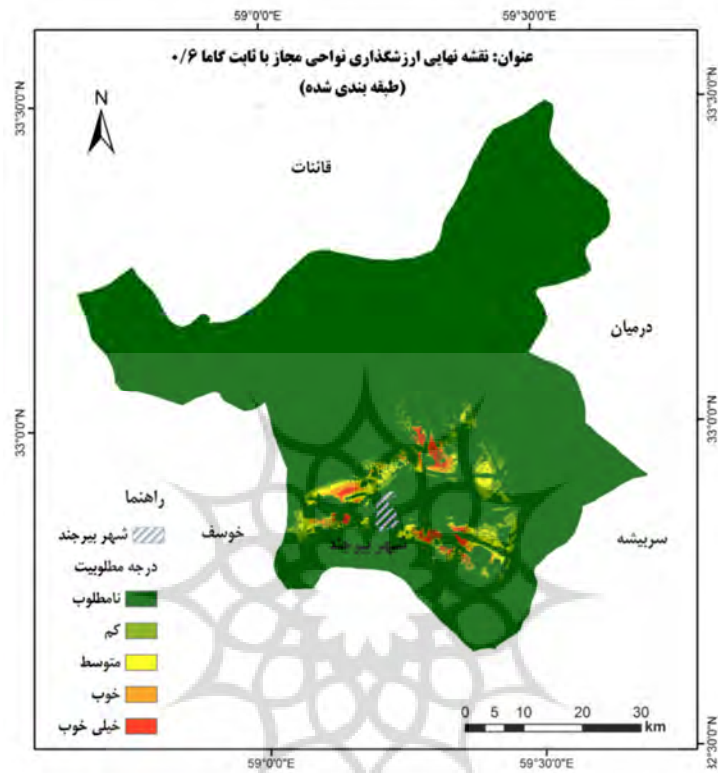 59°0'0"E
59°30'0"E
عنوان: نقشه نهایی ارزشگذاری نواحی مجاز با ثابت گاما ۰/۶
(طبقه بندی شده)
33°30'0"N
33°30'0"N
N
قائنات
درمیان
33°0'0"N
33°0'0"N
راهنما
شهر بیرجند
خوسف
شهر بیرجند
سربیشه
درجه مطلوبیت
نامطلوب
کم
متوسط
خوب
خیلی خوب
0 5 10 20 30
km
32°30'0"N
59°0'0"E
59°30'0"E